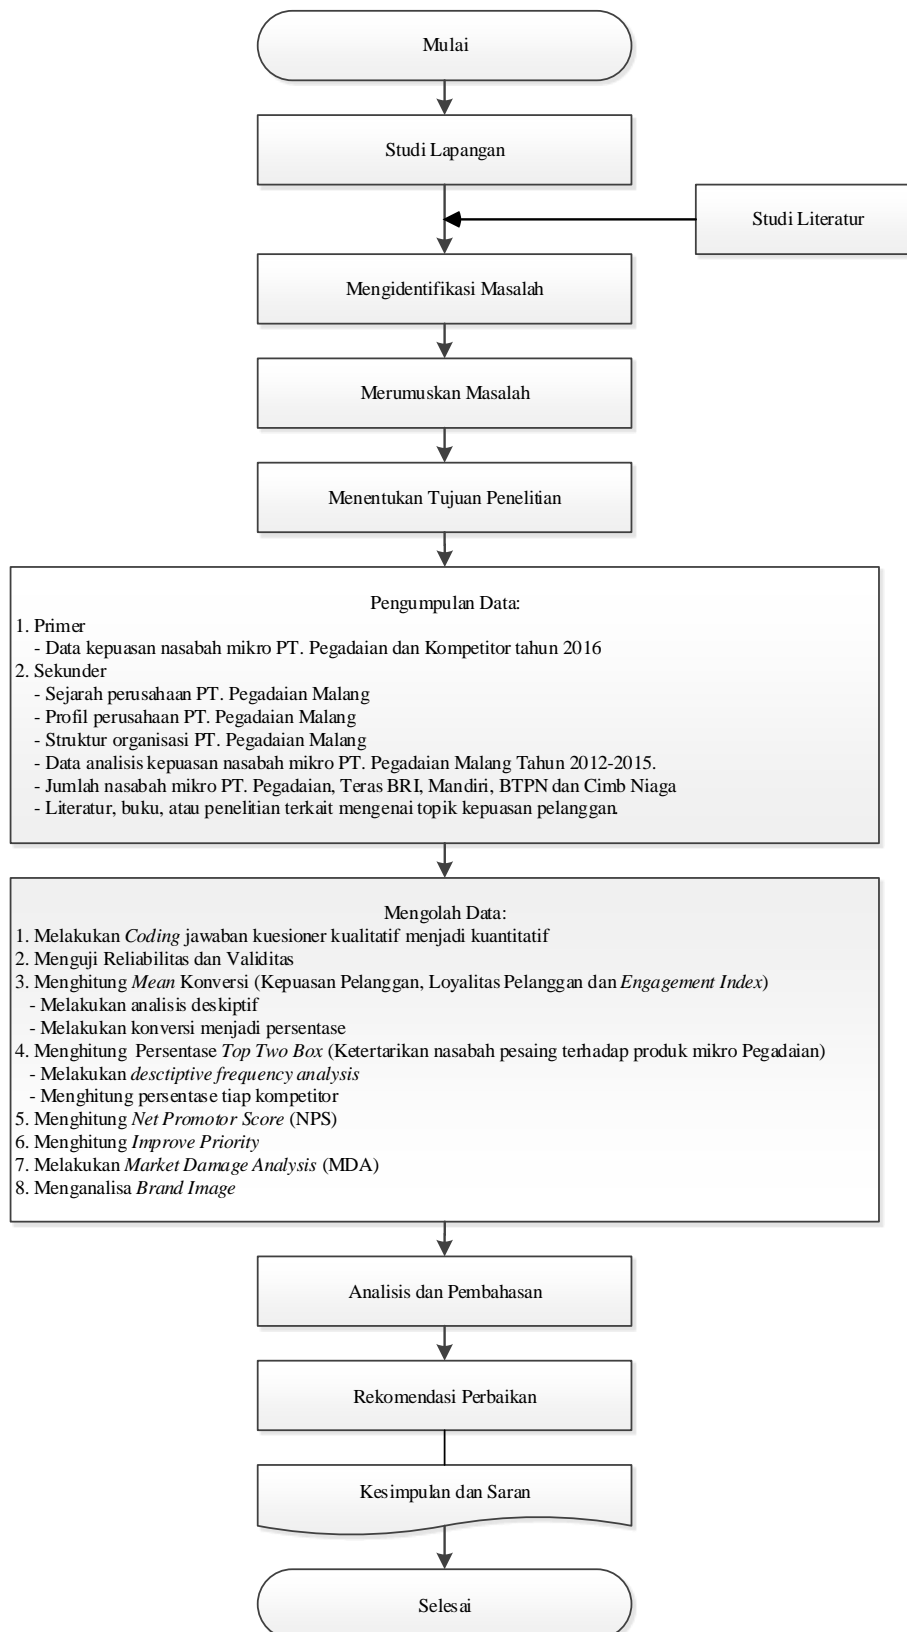 Mulai
Studi Lapangan
Studi Literatur
Mengidentifikasi Masalah
Merumuskan Masalah
Menentukan Tujuan Penelitian
Pengumpulan Data:
1. Primer
- Data kepuasan nasabah mikro PT. Pegadaian dan Kompetitor tahun 2016
2. Sekunder
- Sejarah perusahaan PT. Pegadaian Malang
- Profil perusahaan PT. Pegadaian Malang
- Struktur organisasi PT. Pegadaian Malang
- Data analisis kepuasan nasabah mikro PT. Pegadaian Malang Tahun 2012-2015.
- Jumlah nasabah mikro PT. Pegadaian, Teras BRI, Mandiri, BTPN dan Cimb Niaga
- Literatur, buku, atau penelitian terkait mengenai topik kepuasan pelanggan.
Mengolah Data:
1. Melakukan Coding jawaban kuesioner kualitatif menjadi kuantitatif
2. Menguji Reliabilitas dan Validitas
3. Menghitung Mean Konversi (Kepuasan Pelanggan, Loyalitas Pelanggan dan Engagement Index)
- Melakukan analisis deskiptif
- Melakukan konversi menjadi persentase
4. Menghitung Persentase Top Two Box (Ketertarikan nasabah pesaing terhadap produk mikro Pegadaian)
- Melakukan desctiptive frequency analysis
- Menghitung persentase tiap kompetitor
5. Menghitung Net Promotor Score (NPS)
6. Menghitung Improve Priority
7. Melakukan Market Damage Analysis (MDA)
8. Menganalisa Brand Image
Analisis dan Pembahasan
Rekomendasi Perbaikan
Kesimpulan dan Saran
Selesai